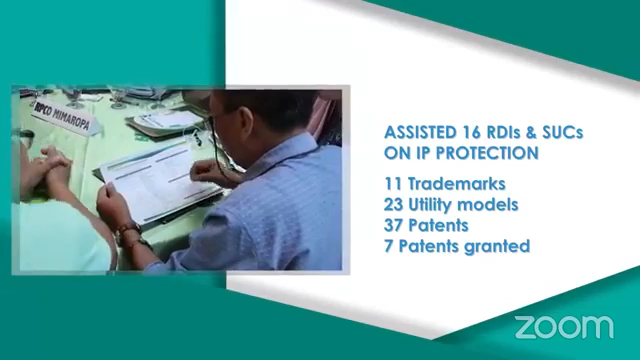 RPCO MIMAROPA
ASSISTED 16 RDIs & SUCs
ON IP PROTECTION
11 Trademarks
23 Utility models
37 Patents
7 Patents granted
zoom